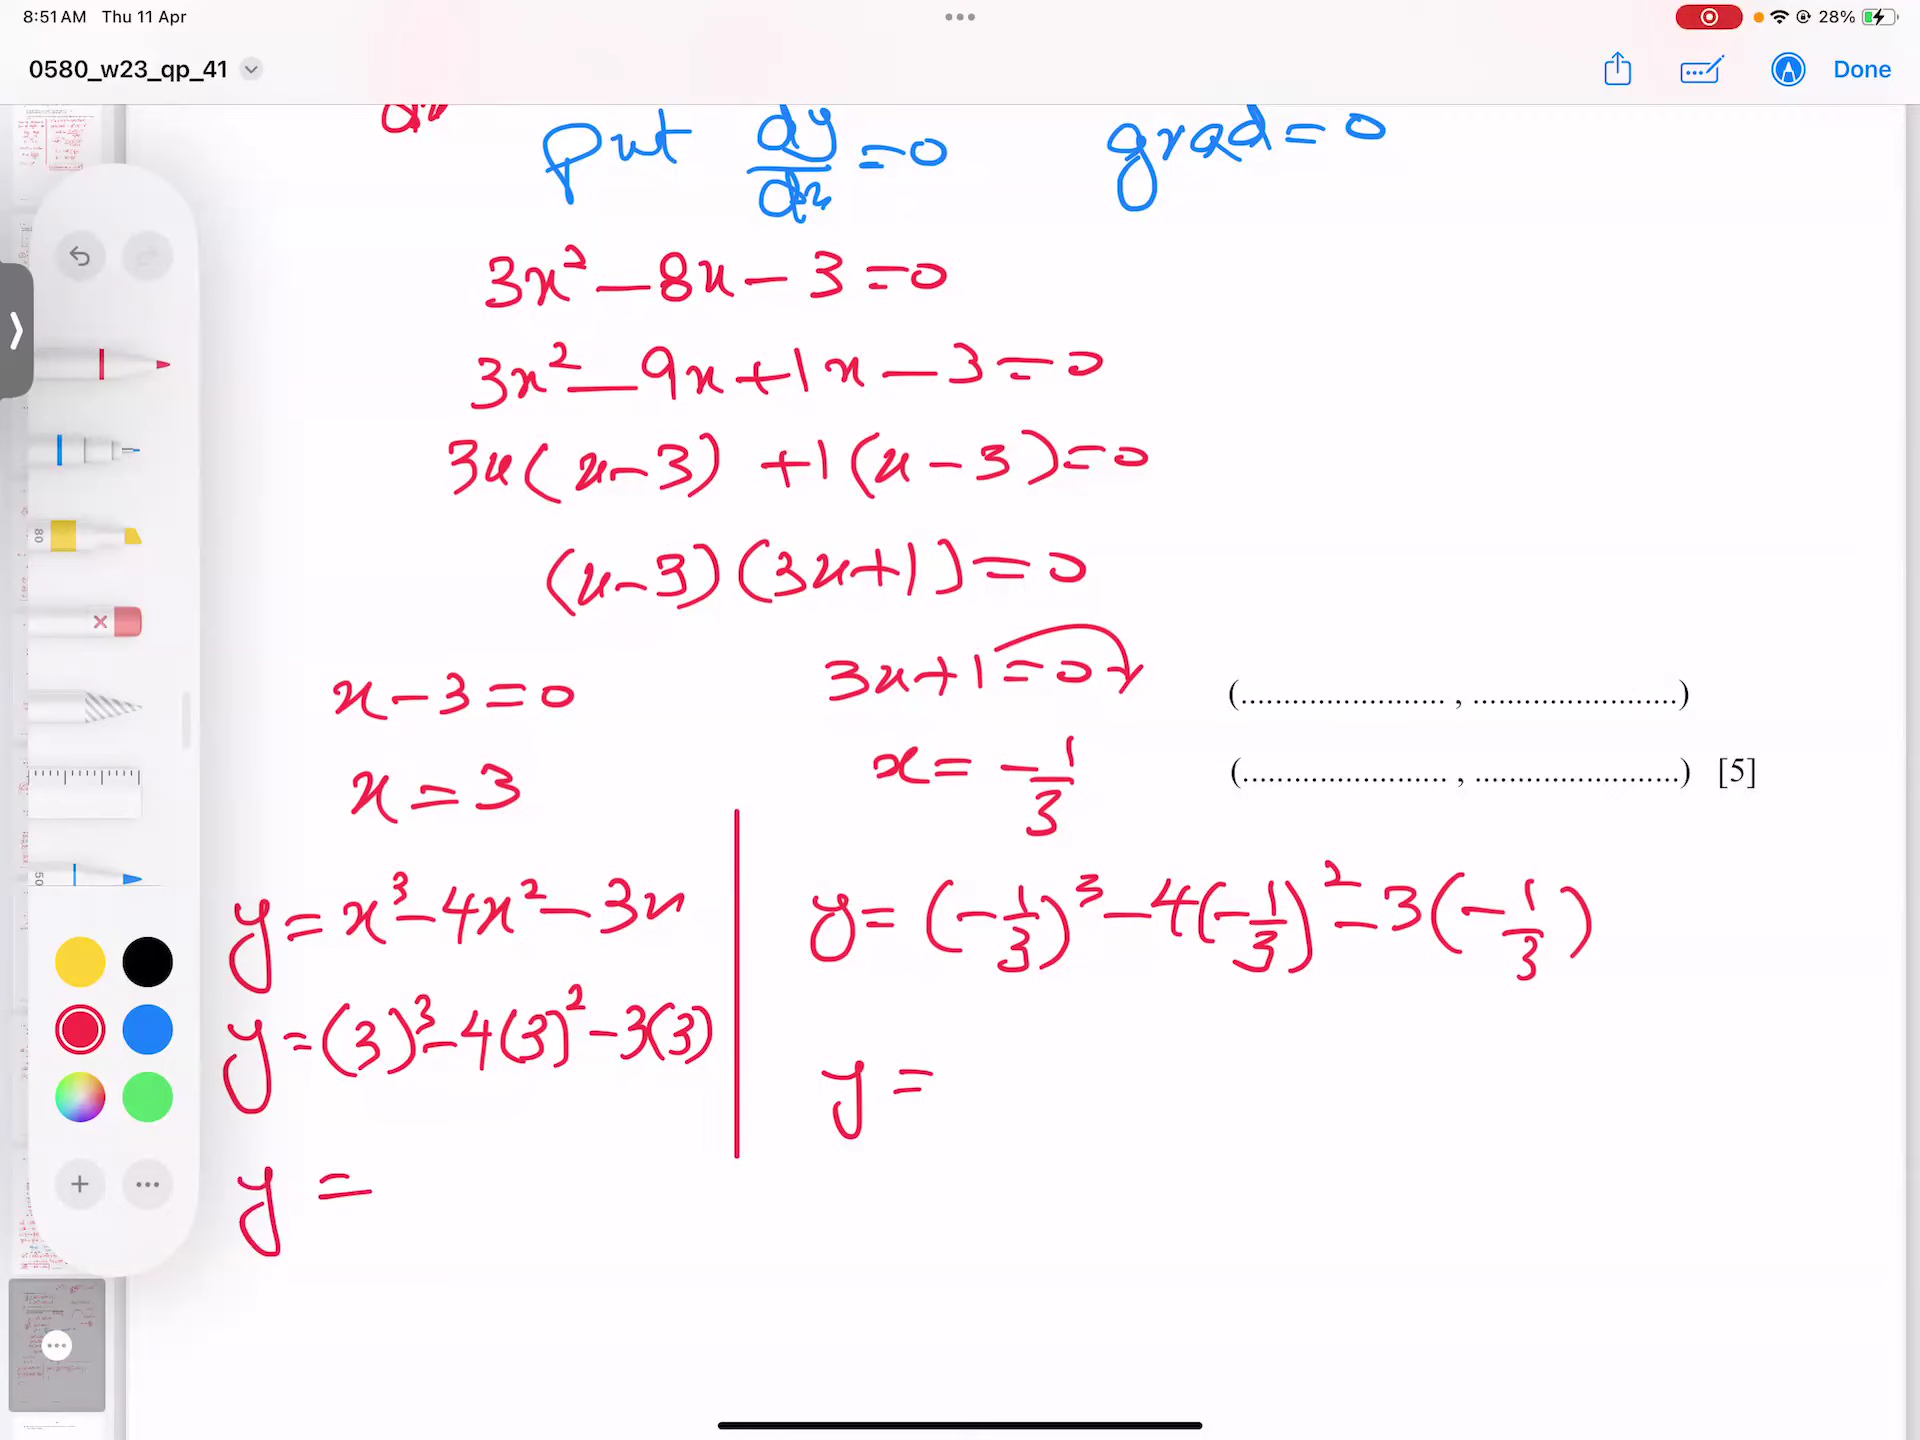 8:51 AM Thu 11 Apr
28%
0580_w23_qp_41
Done
put dy/dx =0 grad=0
3x²-8x-3=0
3x²-9x+1x-3=0
3x(x-3) +1(x-3)=0
(x-3)(3x+1)=0
x-3=0
3x+1=0
(........................ , ........................)
x=3
x=-1/3
(........................ , ........................) [5]
y=x³-4x²-3x
y=(-1/3)³-4(-1/3)²-3(-1/3)
y=(3)³-4(3)²-3(3)
y=
y=
80
50